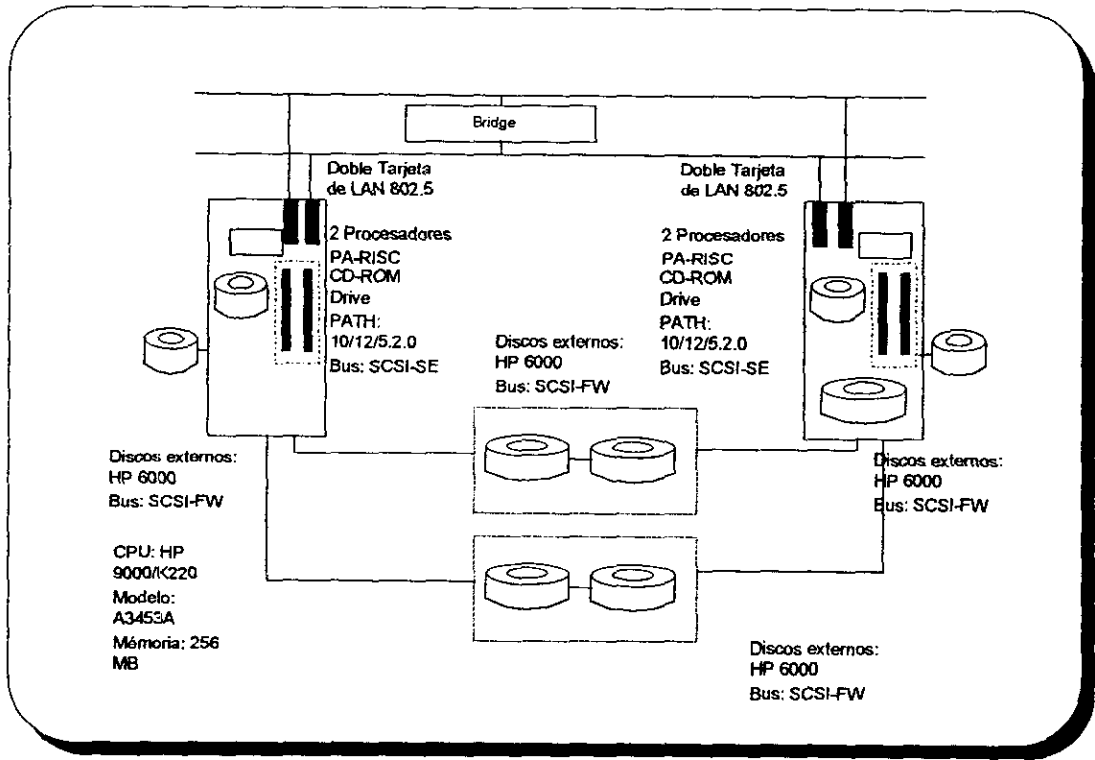 Bridge
Doble Tarjeta
de LAN 802.5
2 Procesadores
PA-RISC
CD-ROM
Drive
PATH:
10/12/5.2.0
Bus: SCSI-SE
Doble Tarjeta
de LAN 802.5
2 Procesadores
PA-RISC
CD-ROM
Drive
PATH:
10/12/5.2.0
Bus: SCSI-SE
Discos externos:
HP 6000
Bus: SCSI-FW
Discos externos:
HP 6000
Bus: SCSI-FW
Discos externos:
HP 6000
Bus: SCSI-FW
CPU: HP
9000/K220
Modelo:
A3453A
Mémoria: 256
MB
Discos externos:
HP 6000
Bus: SCSI-FW